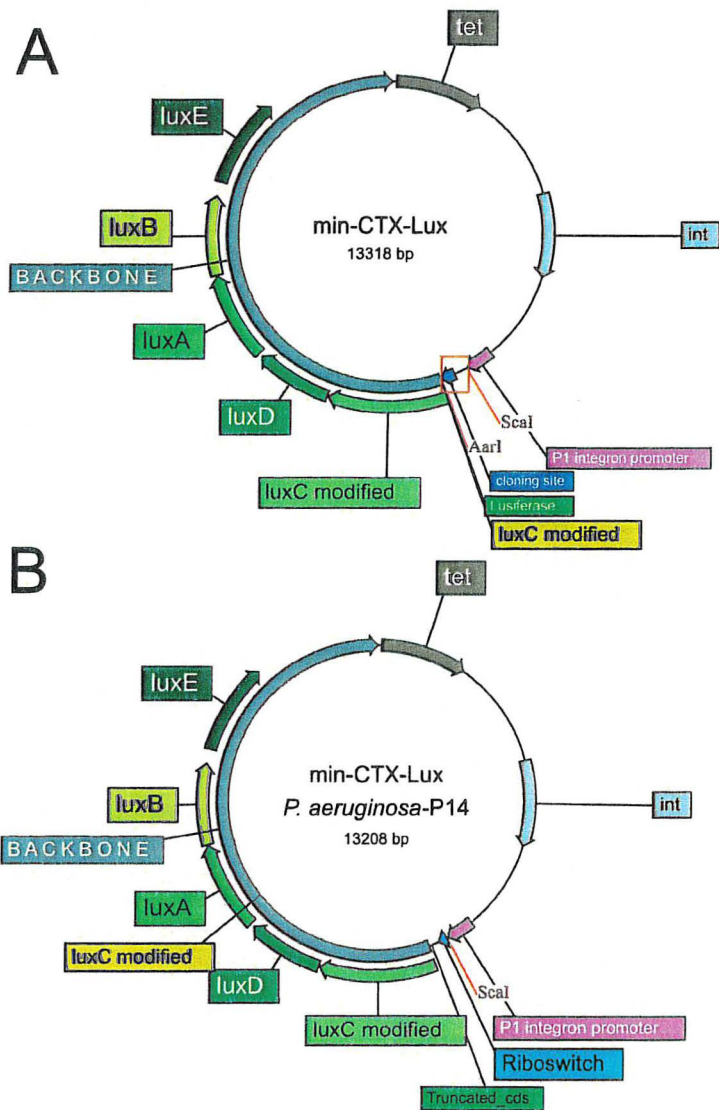 A
tet
luxE
luxB
min-CTX-Lux
13318 bp
int
BACKBONE
luxA
luxD
ScaI
AarI
P1 integron promoter
luxC modified
cloning site
Lusiferase
luxC modified
B
tet
luxE
min-CTX-Lux
P. aeruginosa-P14
13208 bp
luxB
int
BACKBONE
luxA
luxC modified
luxD
ScaI
luxC modified
P1 integron promoter
Riboswitch
Truncated_cds